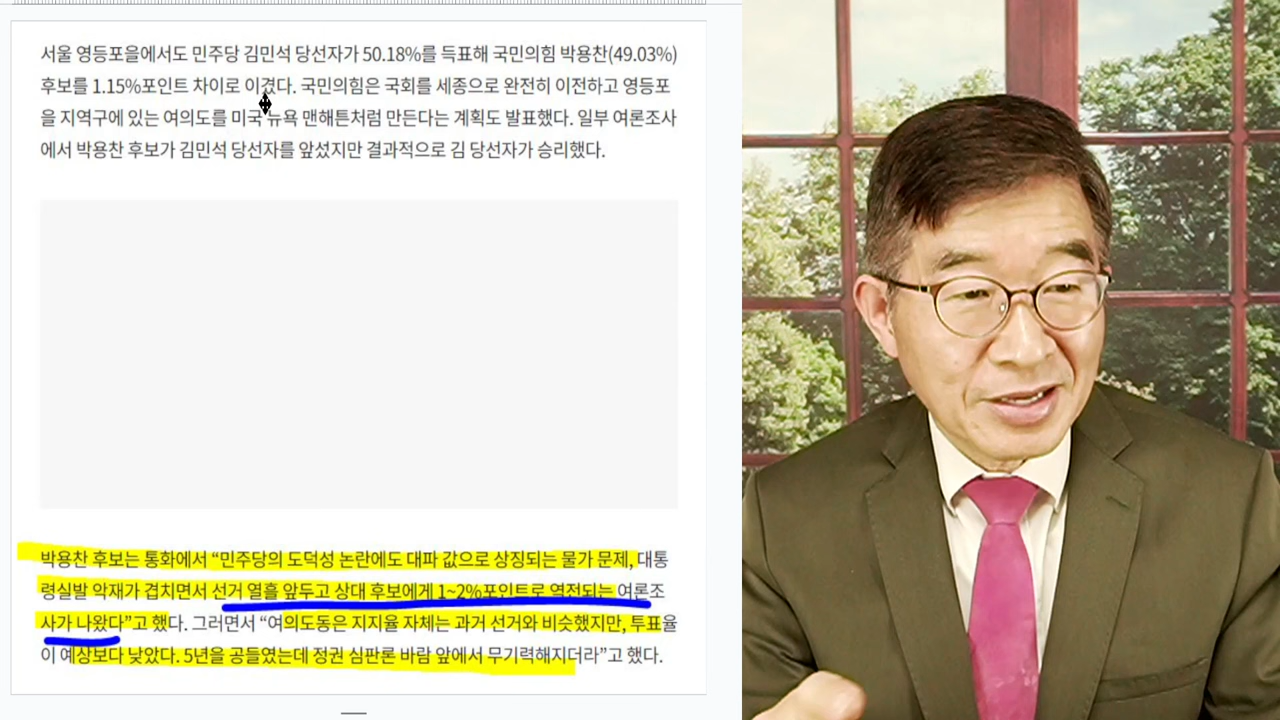 서울 영등포을에서도 민주당 김민석 당선자가 50.18%를 득표해 국민의힘 박용찬(49.03%)
후보를 1.15%포인트 차이로 이겼다. 국민의힘은 국회를 세종으로 완전히 이전하고 영등포
을 지역구에 있는 여의도를 미국 뉴욕 맨해튼처럼 만든다는 계획도 발표했다. 일부 여론조사
에서 박용찬 후보가 김민석 당선자를 앞섰지만 결과적으로 김 당선자가 승리했다.
박용찬 후보는 통화에서 “민주당의 도덕성 논란에도 대파 값으로 상징되는 물가 문제, 대통
령실발 악재가 겹치면서 선거 열흘 앞두고 상대 후보에게 1~2%포인트로 역전되는 여론조
사가 나왔다”고 했다. 그러면서 “여의도동은 지지율 자체는 과거 선거와 비슷했지만, 투표율
이 예상보다 낮았다. 5년을 공들였는데 정권 심판론 바람 앞에서 무기력해지더라”고 했다.